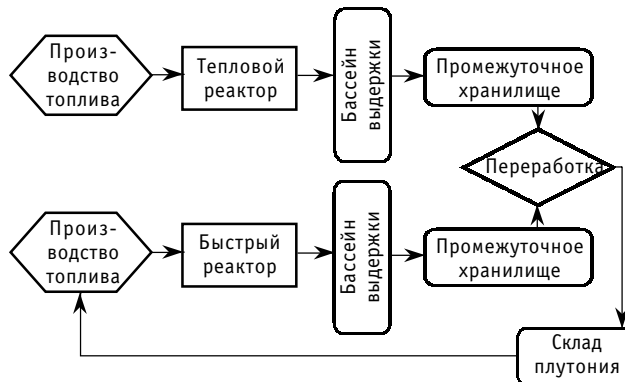 Произ-
водство
топлива
Тепловой
реактор
Бассейн
выдержки
Промежуточное
хранилище
Переработка
Произ-
водство
топлива
Быстрый
реактор
Бассейн
выдержки
Промежуточное
хранилище
Склад
плутония